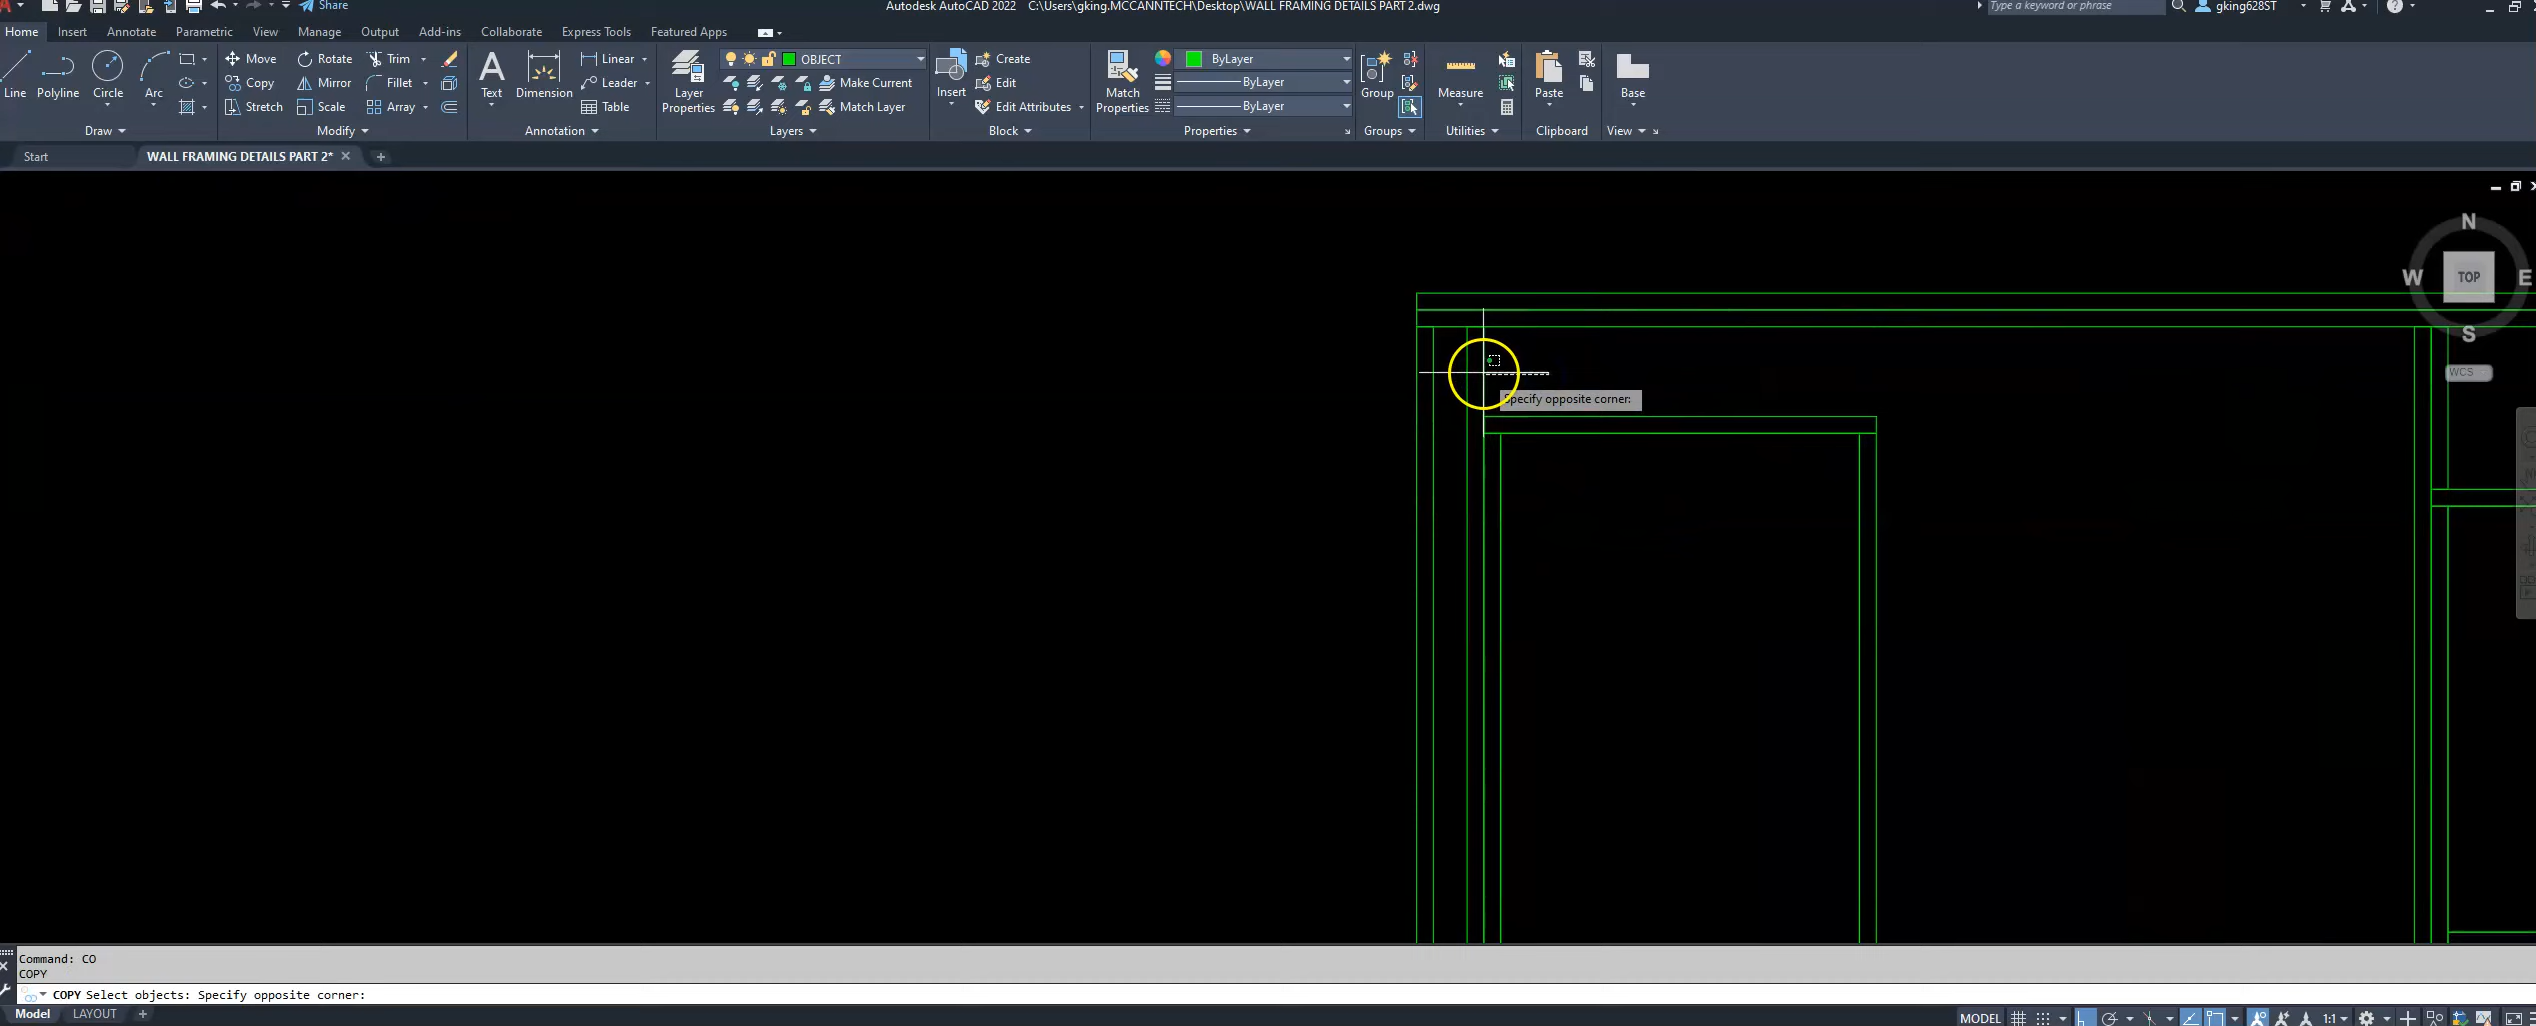 Share
Autodesk AutoCAD 2022 C:\Users\gking.MCCANNTECH\Desktop\WALL FRAMING DETAILS PART 2.dwg
Type a keyword or phrase
gking628ST
Home Insert Annotate Parametric View Manage Output Add-ins Collaborate Express Tools Featured Apps
Line
Polyline
Circle
Arc
Draw
Move
Rotate
Trim
Copy
Mirror
Fillet
Stretch
Scale
Array
Modify
Text
Dimension
Linear
Leader
Table
Annotation
Layer
Properties
OBJECT
Make Current
Match Layer
Layers
Insert
Create
Edit
Edit Attributes
Block
Match
Properties
ByLayer
ByLayer
ByLayer
Properties
Group
Groups
Measure
Utilities
Paste
Clipboard
Base
View
Start
WALL FRAMING DETAILS PART 2*
N
W
TOP
E
S
WCS
Specify opposite corner:
Command: CO
COPY
COPY Select objects: Specify opposite corner:
Model
LAYOUT
MODEL
1:1